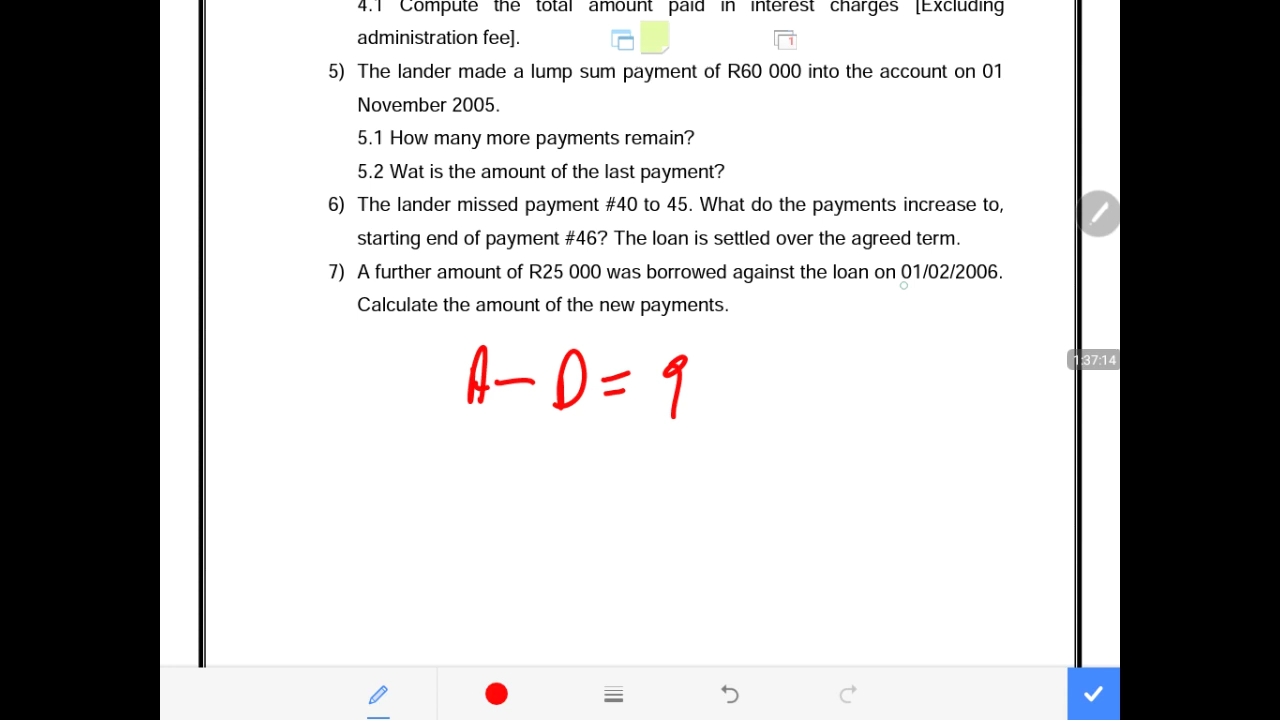 4.1 Compute the total amount paid in interest charges [Excluding
administration fee].
1
5) The lander made a lump sum payment of R60 000 into the account on 01
November 2005.
5.1 How many more payments remain?
5.2 Wat is the amount of the last payment?
6) The lander missed payment #40 to 45. What do the payments increase to,
starting end of payment #46? The loan is settled over the agreed term.
7) A further amount of R25 000 was borrowed against the loan on 01/02/2006.
Calculate the amount of the new payments.
1:37:14
A – D = 9